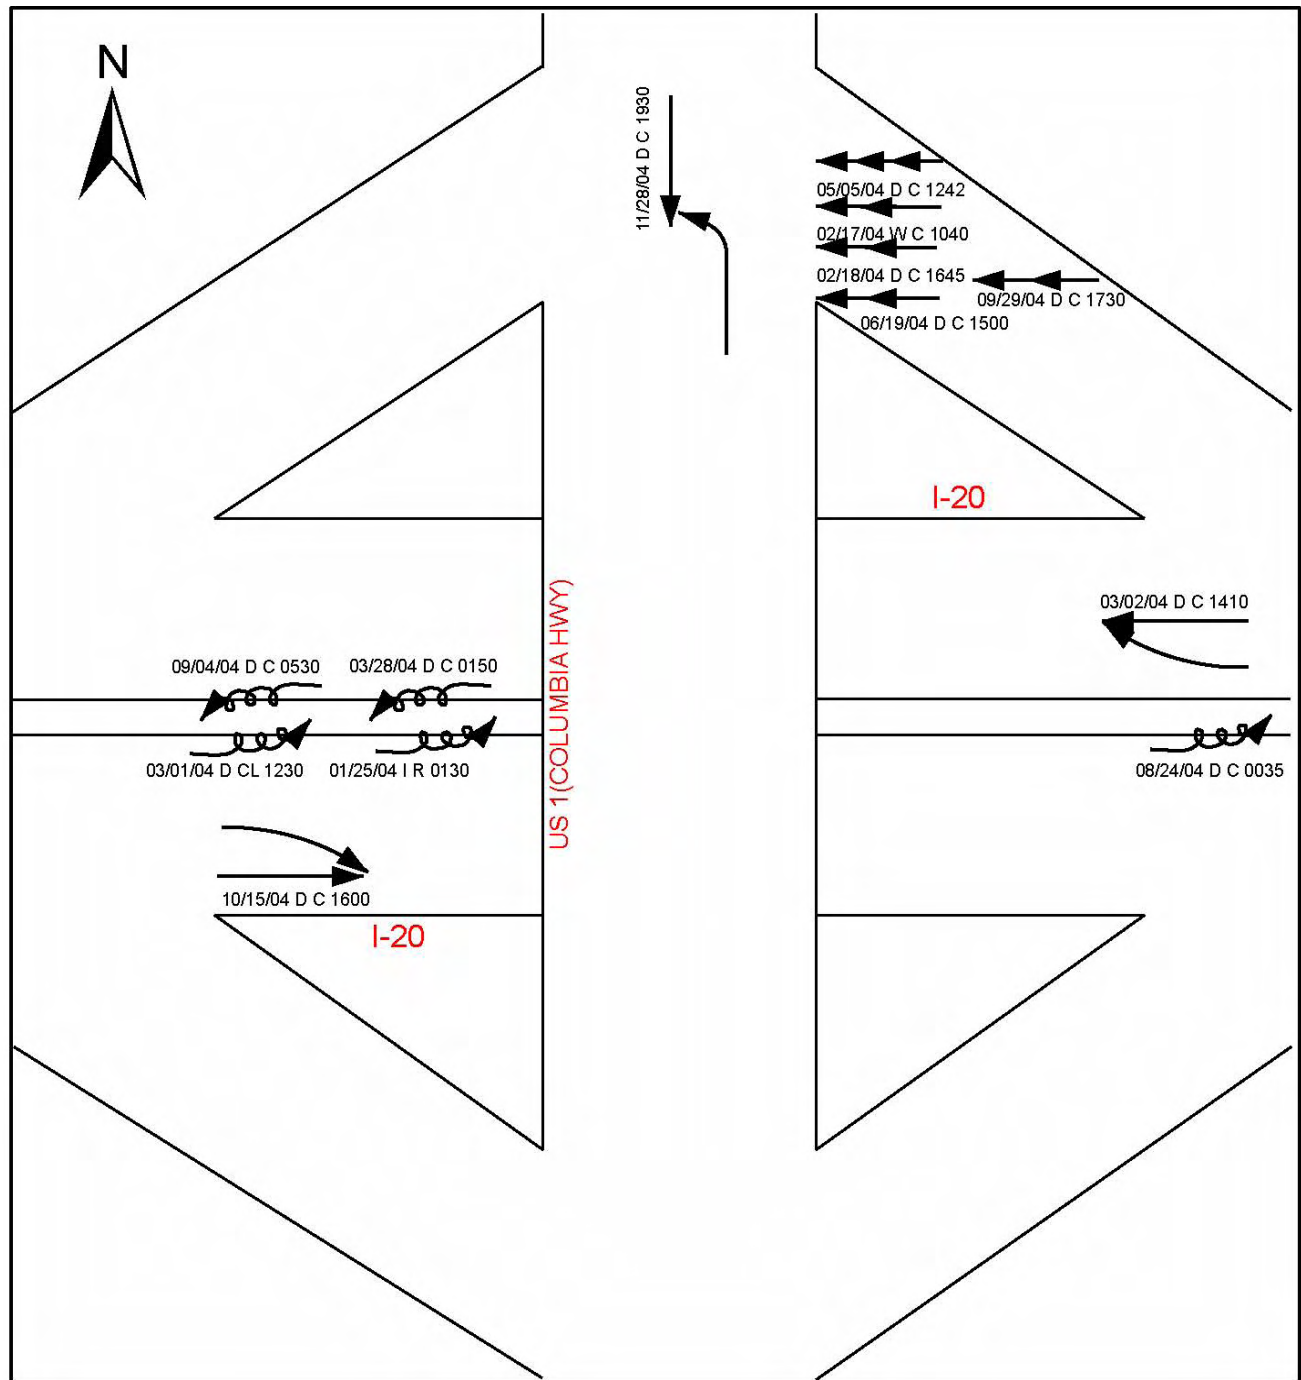 N
11/28/04 D C 1930
05/05/04 D C 1242
02/17/04 W C 1040
02/18/04 D C 1645
09/29/04 D C 1730
06/19/04 D C 1500
I-20
03/02/04 D C 1410
09/04/04 D C 0530
03/28/04 D C 0150
US 1(COLUMBIA HWY)
03/01/04 D CL 1230
01/25/04 I R 0130
08/24/04 D C 0035
10/15/04 D C 1600
I-20